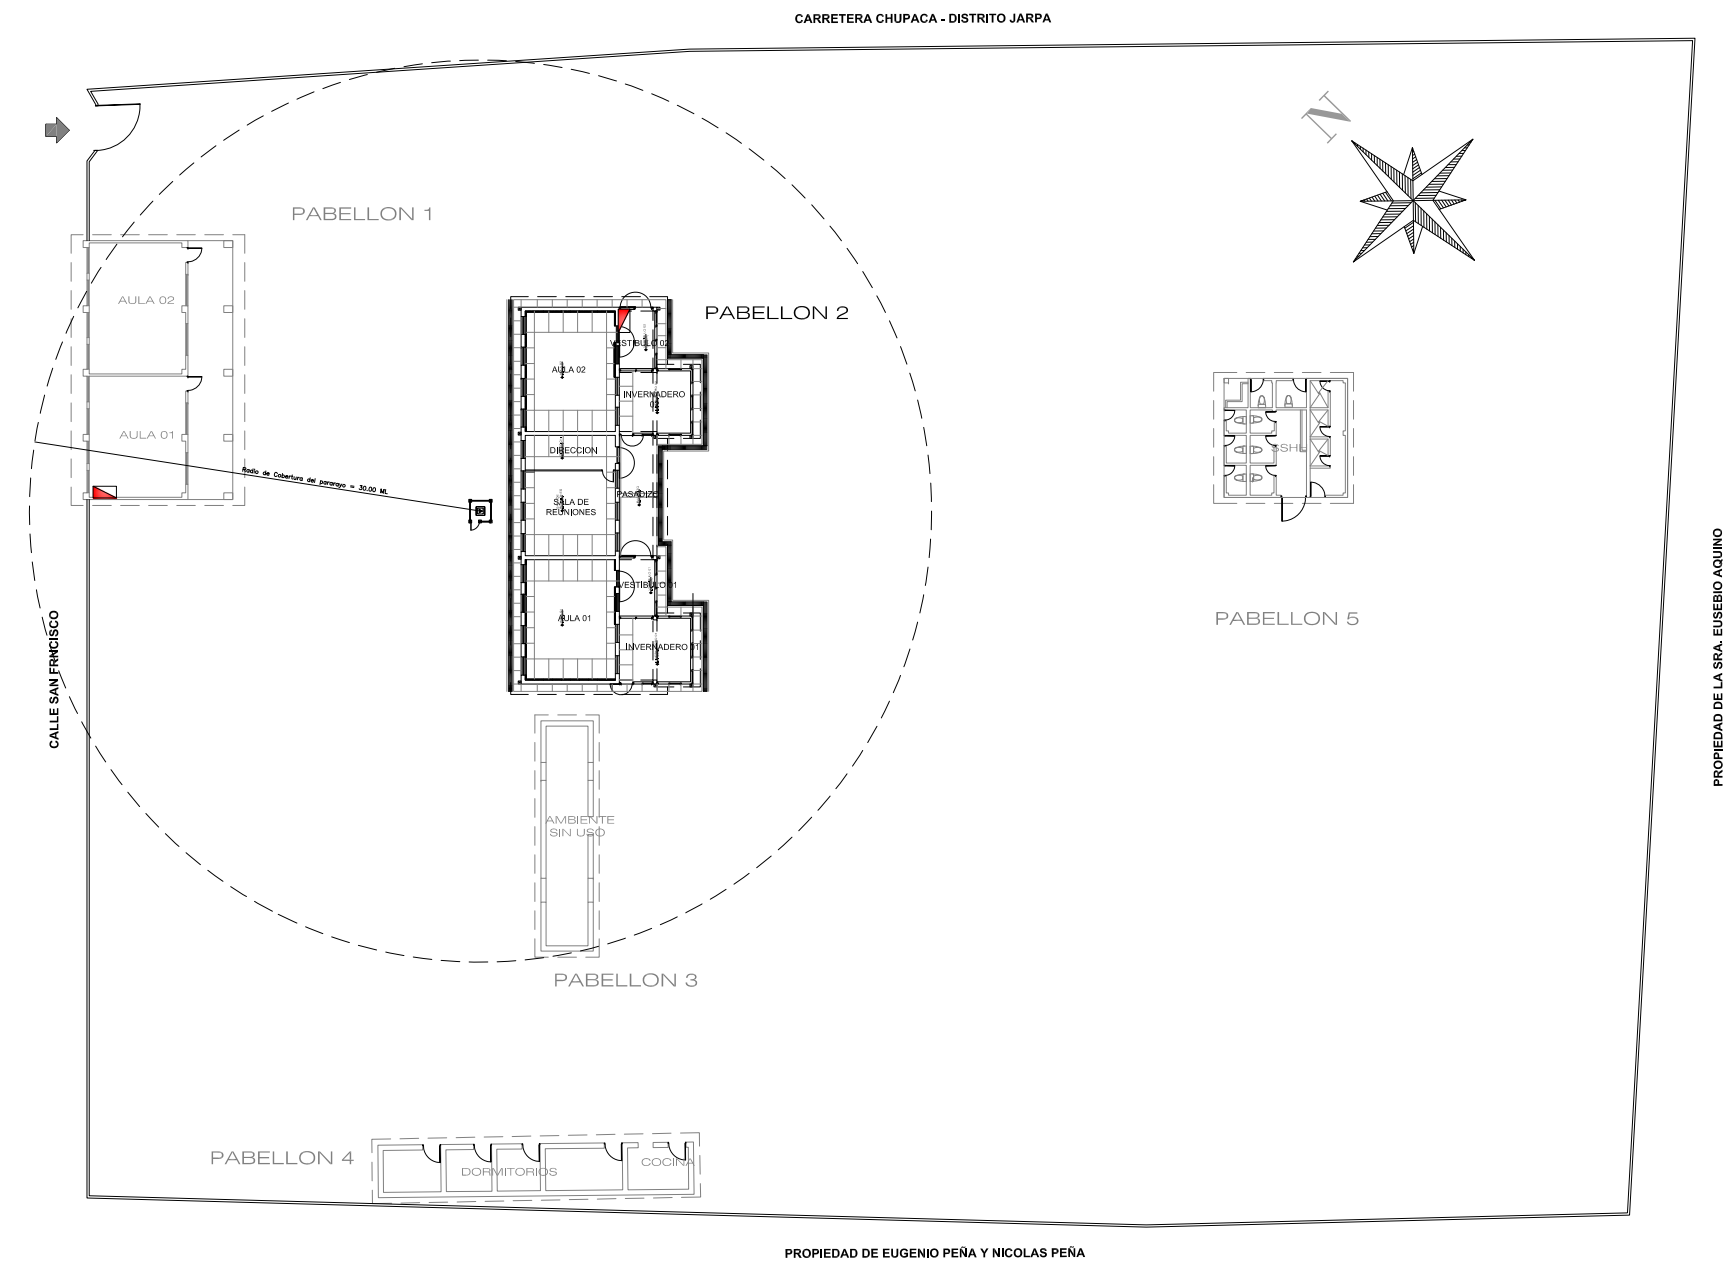 CARRETERA CHUPACA - DISTRITO JARPA
N
PABELLON 1
AULA 02
AULA 01
Radio de Cobertura del pararayo = 30.00 ML
PABELLON 2
VESTIBULO 02
AULA 02
INVERNADERO
02
DIRECCION
SALA DE
REUNIONES
PASADIZO
VESTIBULO 01
AULA 01
INVERNADERO 01
SSHH
PABELLON 5
CALLE SAN FRNCISCO
PROPIEDAD DE LA SRA. EUSEBIO AQUINO
AMBIENTE
SIN USO
PABELLON 3
PABELLON 4
DORMITORIOS
COCINA
PROPIEDAD DE EUGENIO PEÑA Y NICOLAS PEÑA